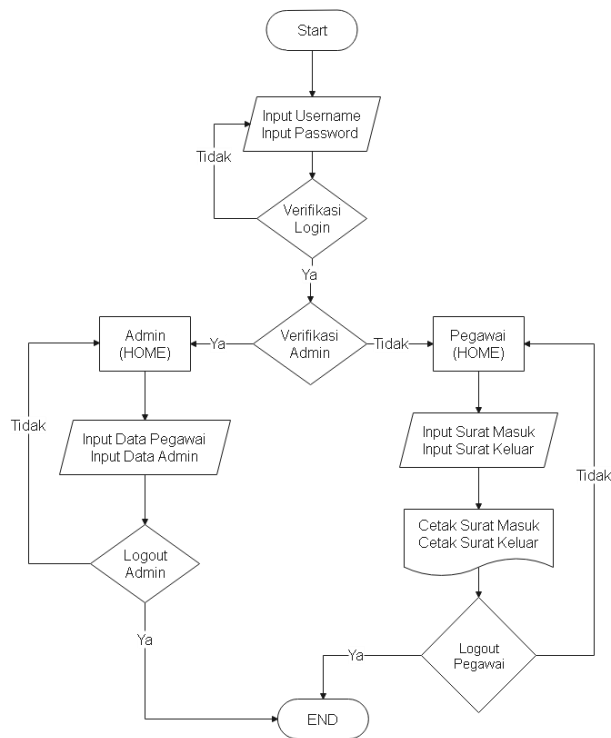 Start
Input Username
Input Password
Tidak
Verifikasi
Login
Ya
Admin
(HOME)
Ya
Verifikasi
Admin
Tidak
Pegawai
(HOME)
Tidak
Input Data Pegawai
Input Data Admin
Input Surat Masuk
Input Surat Keluar
Tidak
Cetak Surat Masuk
Cetak Surat Keluar
Logout
Admin
Ya
Logout
Pegawai
Ya
END